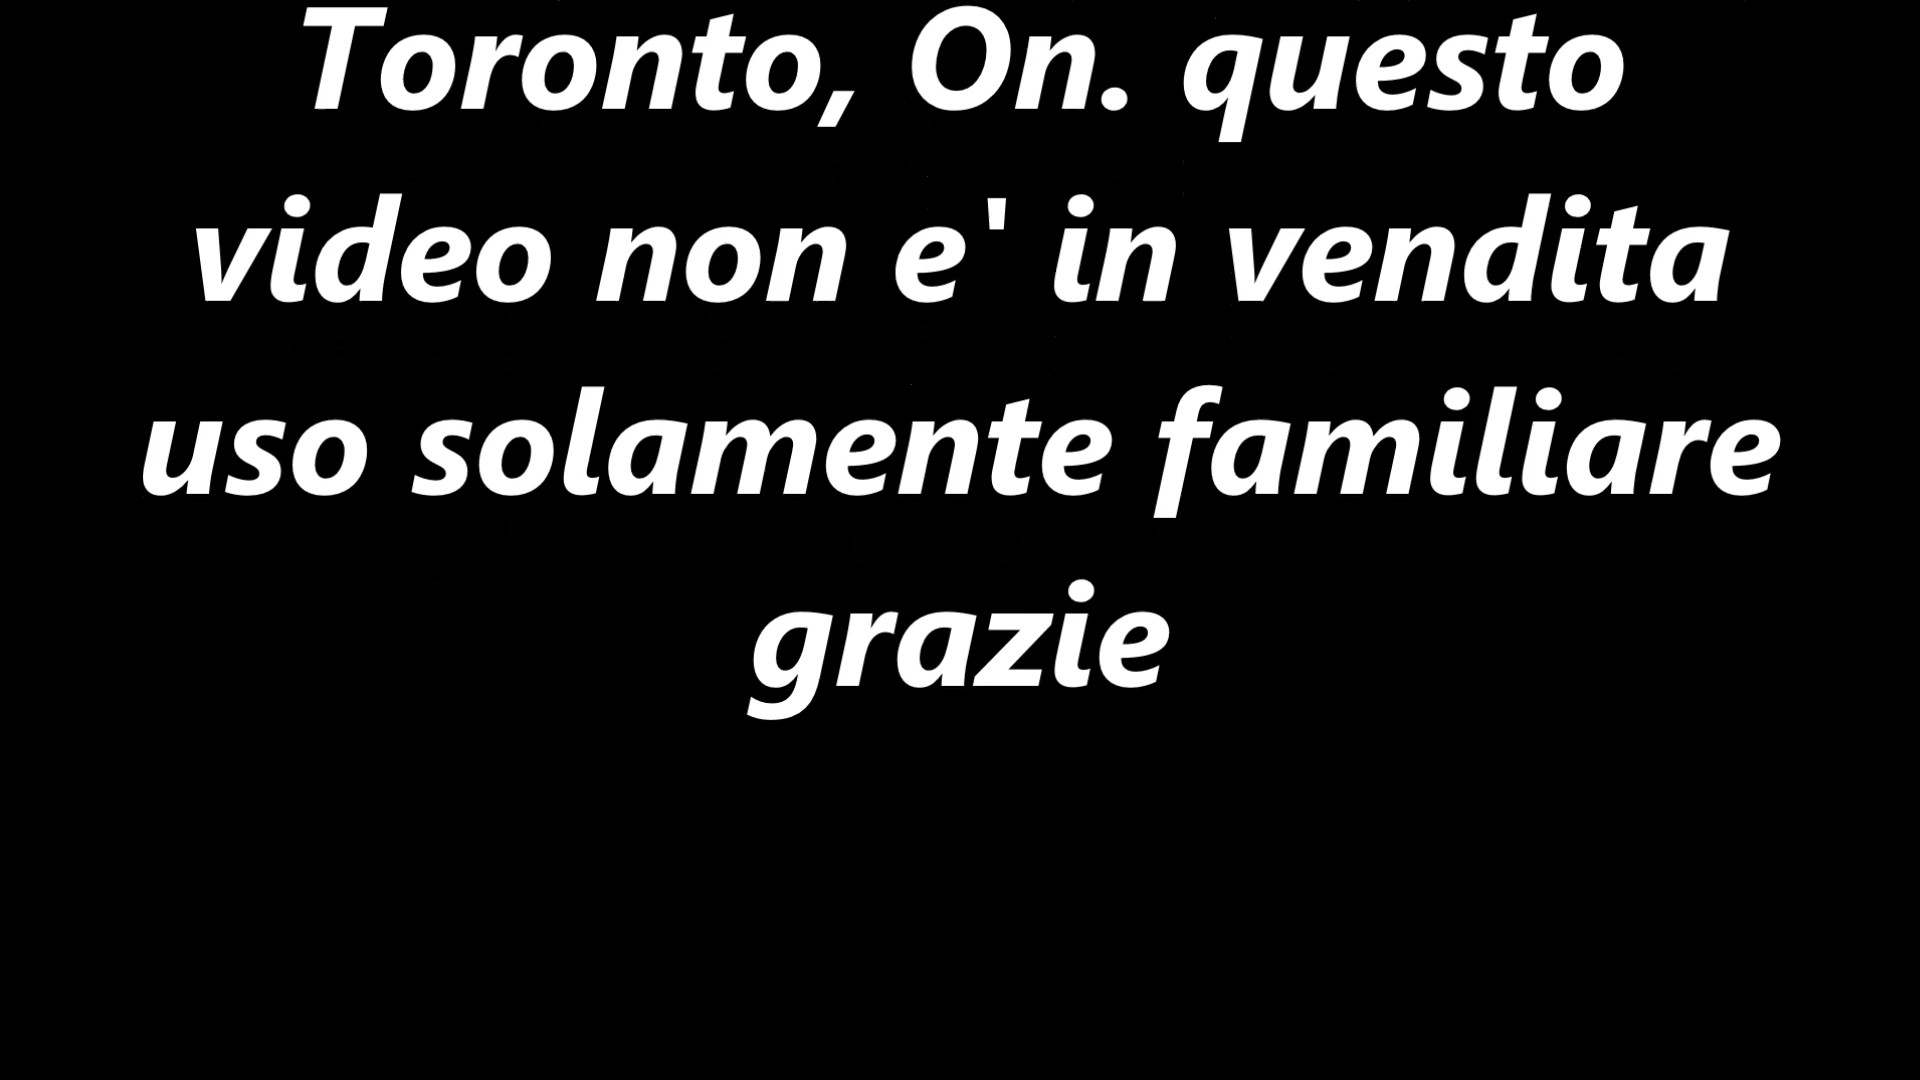 Toronto, On. questo
video non e' in vendita
uso solamente familiare
grazie